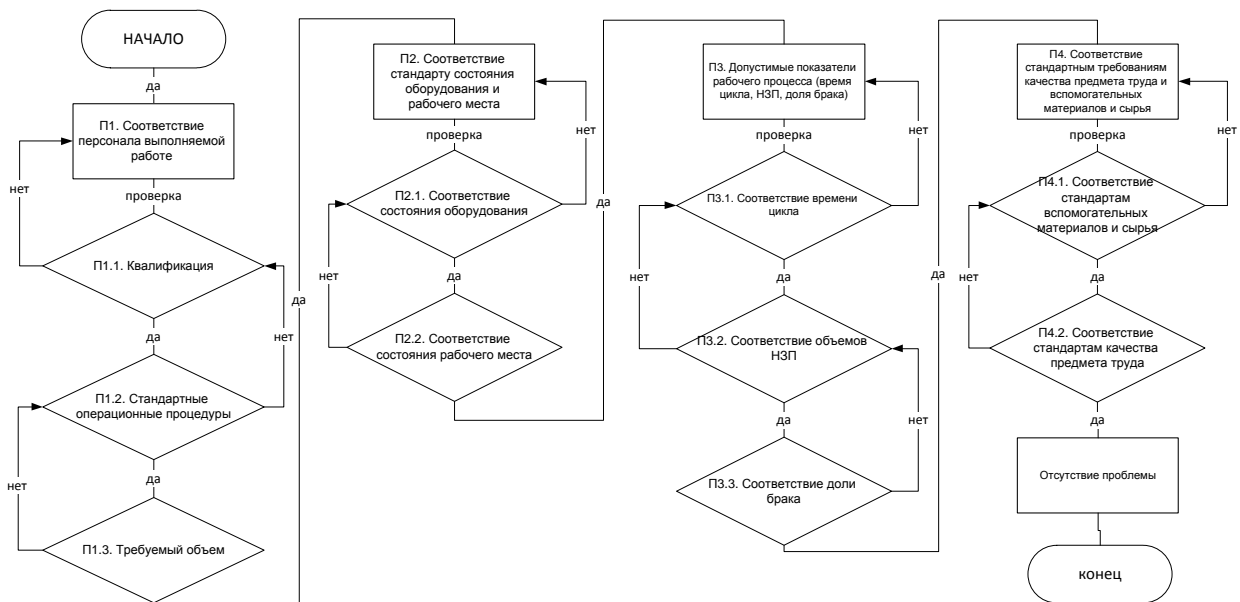 НАЧАЛО
да
П1. Соответствие
персонала выполняемой
работе
нет
проверка
П1.1. Квалификация
да
нет
П1.2. Стандартные
операционные процедуры
да
нет
П1.3. Требуемый объем
да
П2. Соответствие
стандарту состояния
оборудования и
рабочего места
проверка
нет
П2.1. Соответствие
состояния оборудования
да
нет
П2.2. Соответствие
состояния рабочего места
да
П3. Допустимые показатели
рабочего процесса (время
цикла, НЗП, доля брака)
проверка
нет
П3.1. Соответствие времени
цикла
да
нет
П3.2. Соответствие объемов
НЗП
да
нет
П3.3. Соответствие доли
брака
да
П4. Соответствие
стандартным требованиям
качества предмета труда и
вспомогательных
материалов и сырья
проверка
нет
П4.1. Соответствие
стандартам
вспомогательных
материалов и сырья
да
нет
П4.2. Соответствие
стандартам качества
предмета труда
да
Отсутствие проблемы
конец